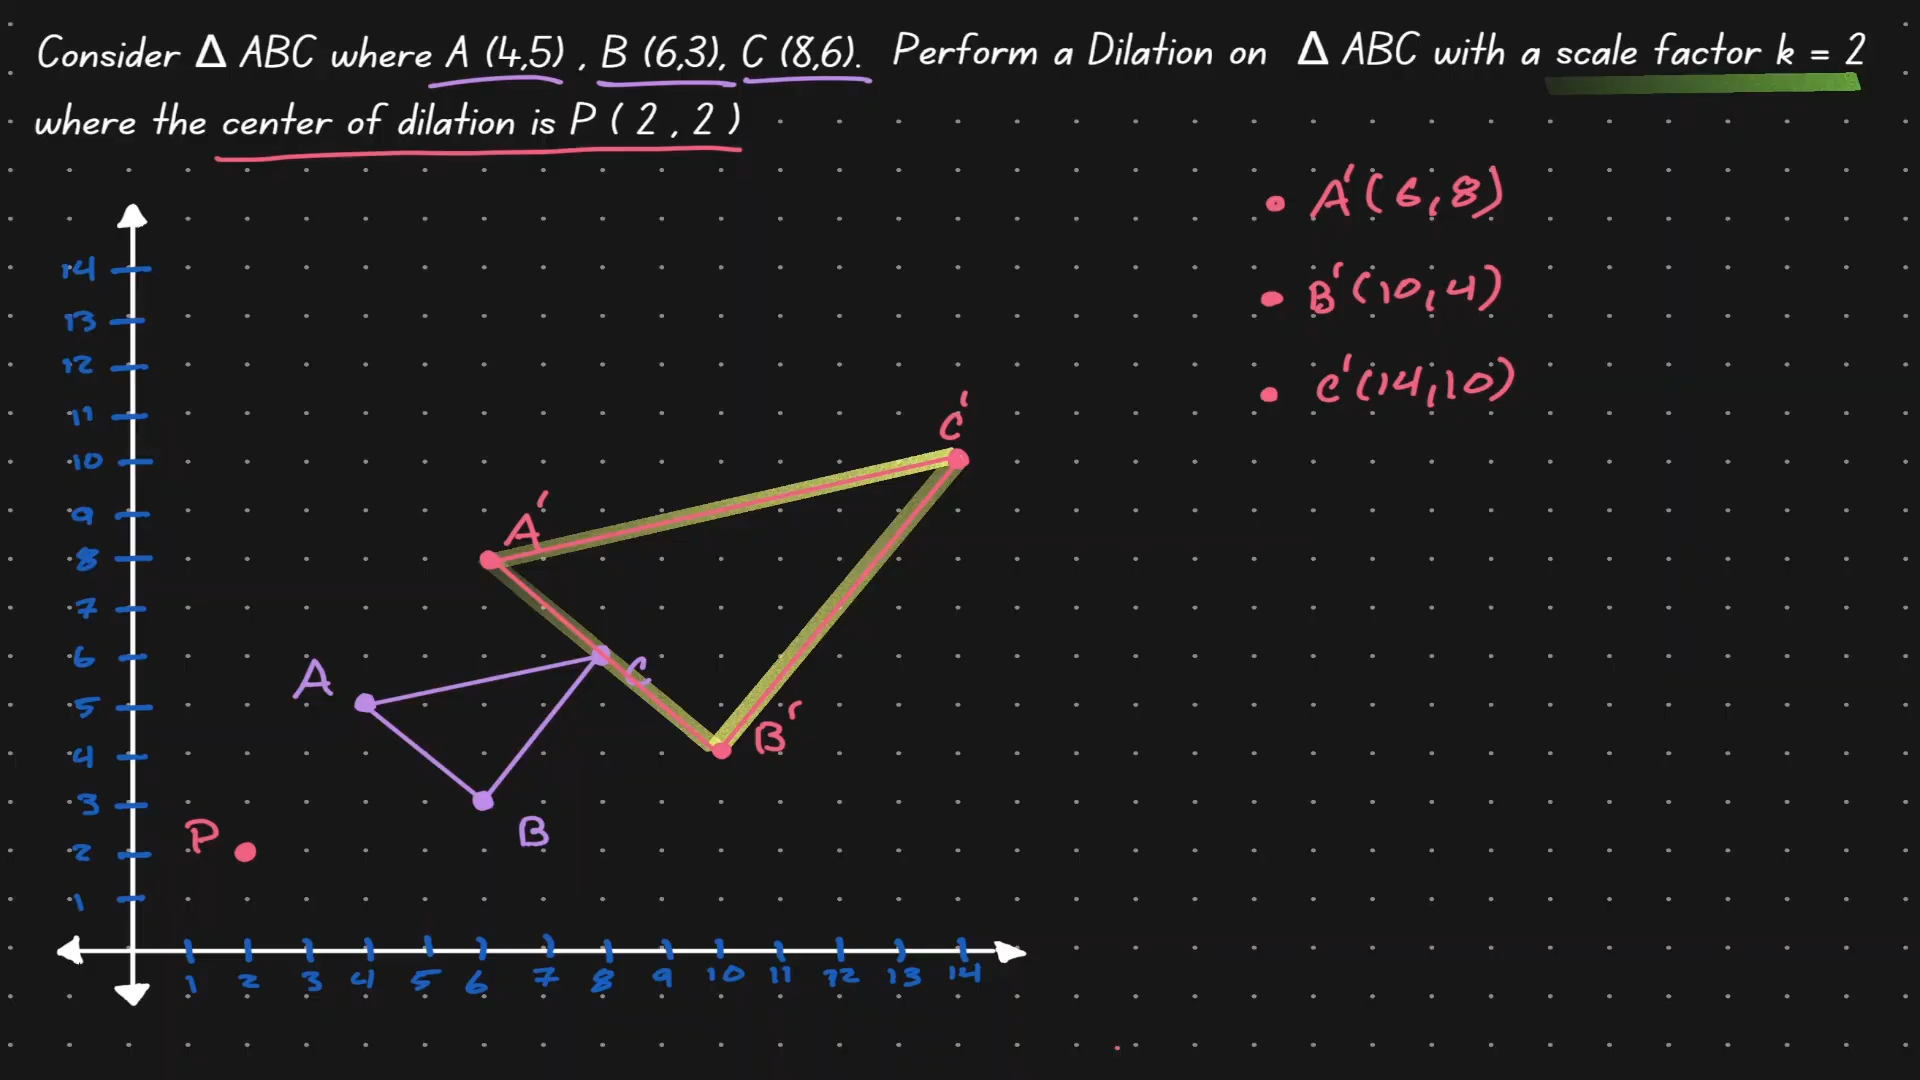 Consider Δ ABC where A (4,5) , B (6,3), C (8,6). Perform a Dilation on Δ ABC with a scale factor k = 2
where the center of dilation is P ( 2 , 2 )
• A'(6,8)
• B'(10,4)
• C'(14,10)
14
13
12
11
10
9
8
7
6
5
4
3
2
1
C'
A'
A
C
B'
B
P
1 2 3 4 5 6 7 8 9 10 11 12 13 14